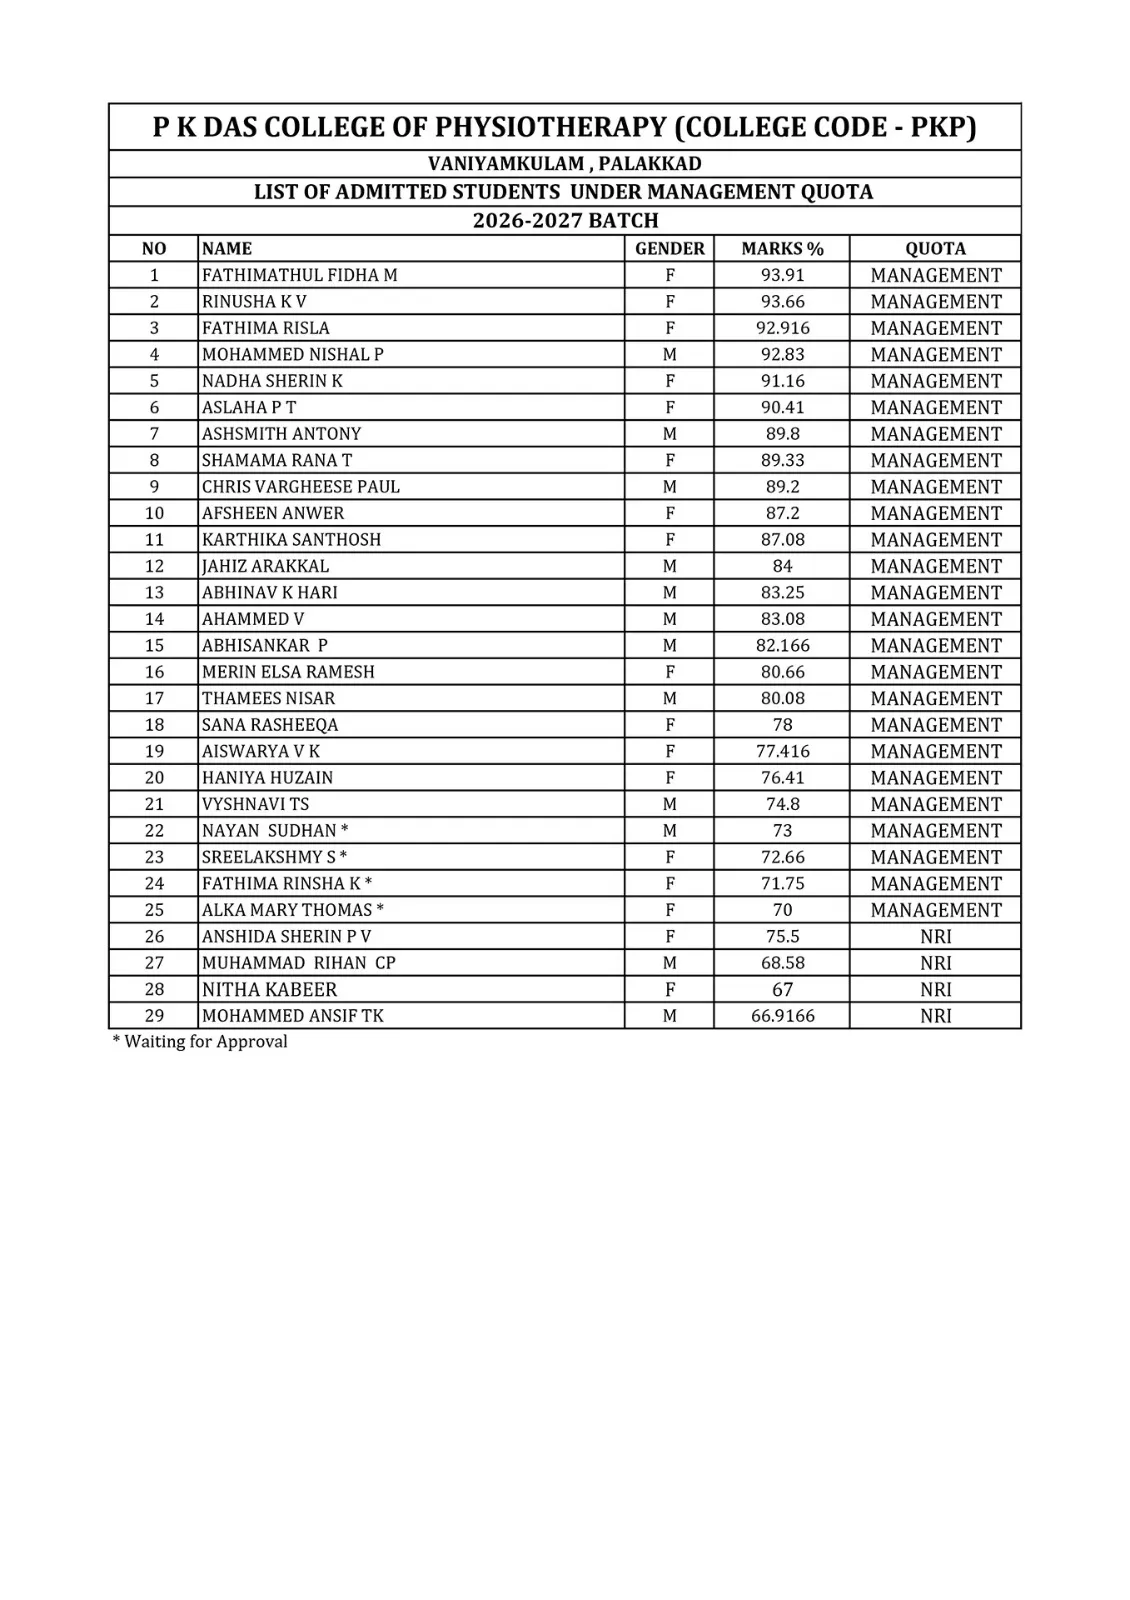 P K DAS COLLEGE OF PHYSIOTHERAPY (COLLEGE CODE - PKP)
VANIYAMKULAM , PALAKKAD
LIST OF ADMITTED STUDENTS UNDER MANAGEMENT QUOTA
2026-2027 BATCH
NO NAME GENDER MARKS % QUOTA
1 FATHIMATHUL FIDHA M F 93.91 MANAGEMENT
2 RINUSHA K V F 93.66 MANAGEMENT
3 FATHIMA RISLA F 92.916 MANAGEMENT
4 MOHAMMED NISHAL P M 92.83 MANAGEMENT
5 NADHA SHERIN K F 91.16 MANAGEMENT
6 ASLAHA P T F 90.41 MANAGEMENT
7 ASHSMITH ANTONY M 89.8 MANAGEMENT
8 SHAMAMA RANA T F 89.33 MANAGEMENT
9 CHRIS VARGHEESE PAUL M 89.2 MANAGEMENT
10 AFSHEEN ANWER F 87.2 MANAGEMENT
11 KARTHIKA SANTHOSH F 87.08 MANAGEMENT
12 JAHIZ ARAKKAL M 84 MANAGEMENT
13 ABHINAV K HARI M 83.25 MANAGEMENT
14 AHAMMED V M 83.08 MANAGEMENT
15 ABHISANKAR P M 82.166 MANAGEMENT
16 MERIN ELSA RAMESH F 80.66 MANAGEMENT
17 THAMEES NISAR M 80.08 MANAGEMENT
18 SANA RASHEEQA F 78 MANAGEMENT
19 AISWARYA V K F 77.416 MANAGEMENT
20 HANIYA HUZAIN F 76.41 MANAGEMENT
21 VYSHNAVI TS M 74.8 MANAGEMENT
22 NAYAN SUDHAN * M 73 MANAGEMENT
23 SREELAKSHMY S * F 72.66 MANAGEMENT
24 FATHIMA RINSHA K * F 71.75 MANAGEMENT
25 ALKA MARY THOMAS * F 70 MANAGEMENT
26 ANSHIDA SHERIN P V F 75.5 NRI
27 MUHAMMAD RIHAN CP M 68.58 NRI
28 NITHA KABEER F 67 NRI
29 MOHAMMED ANSIF TK M 66.9166 NRI
* Waiting for Approval